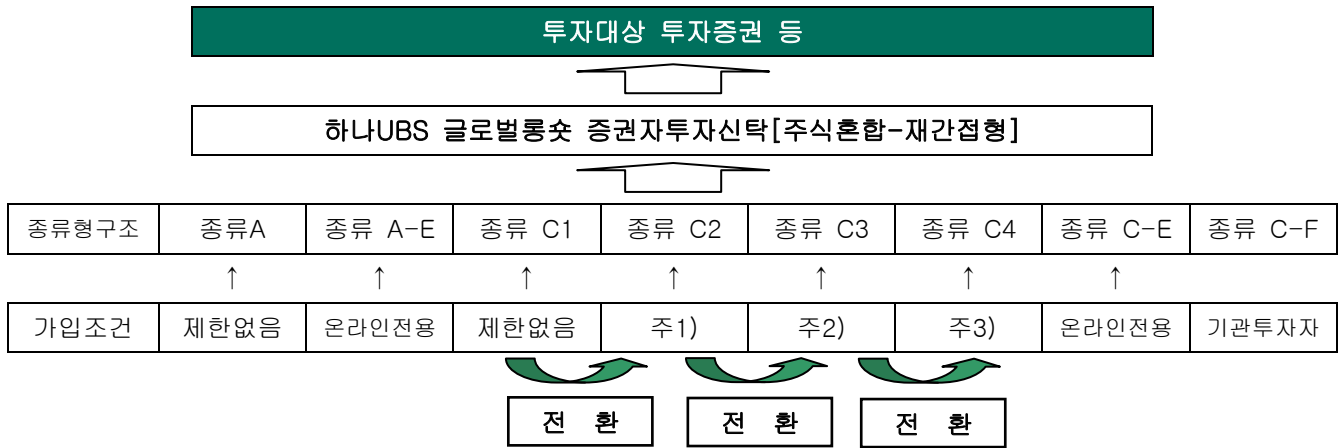 투자대상 투자증권 등
하나UBS 글로벌롱숏 증권자투자신탁[주식혼합-재간접형]
종류형구조 종류A 종류 A-E 종류 C1 종류 C2 종류 C3 종류 C4 종류 C-E 종류 C-F
↑ ↑ ↑ ↑ ↑ ↑ ↑
가입조건 제한없음 온라인전용 제한없음 주1) 주2) 주3) 온라인전용 기관투자자
전 환 전 환 전 환